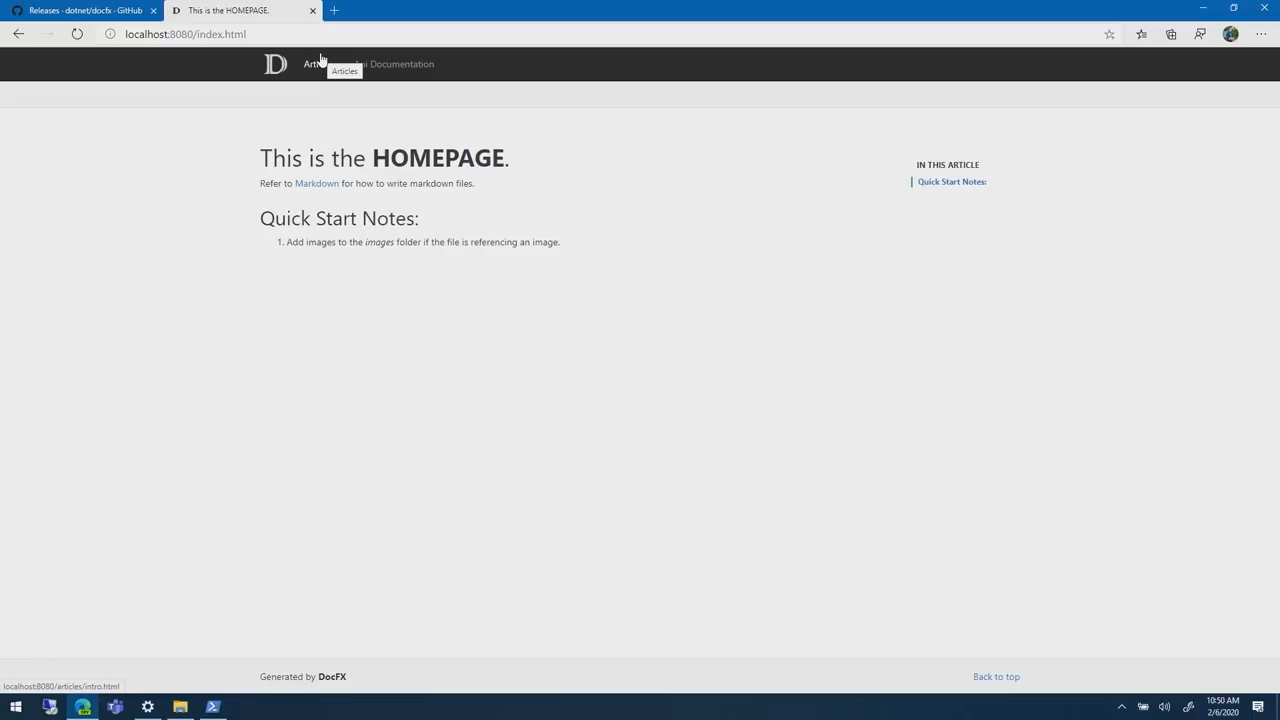 Releases · dotnet/docfx · GitHub
This is the HOMEPAGE.
localhost:8080/index.html
Articles
Documentation
This is the HOMEPAGE.
Refer to Markdown for how to write markdown files.
Quick Start Notes:
1. Add images to the images folder if the file is referencing an image.
IN THIS ARTICLE
Quick Start Notes:
Generated by DocFX
Back to top
localhost:8080/articles/intro.html
10:50 AM
2/6/2020